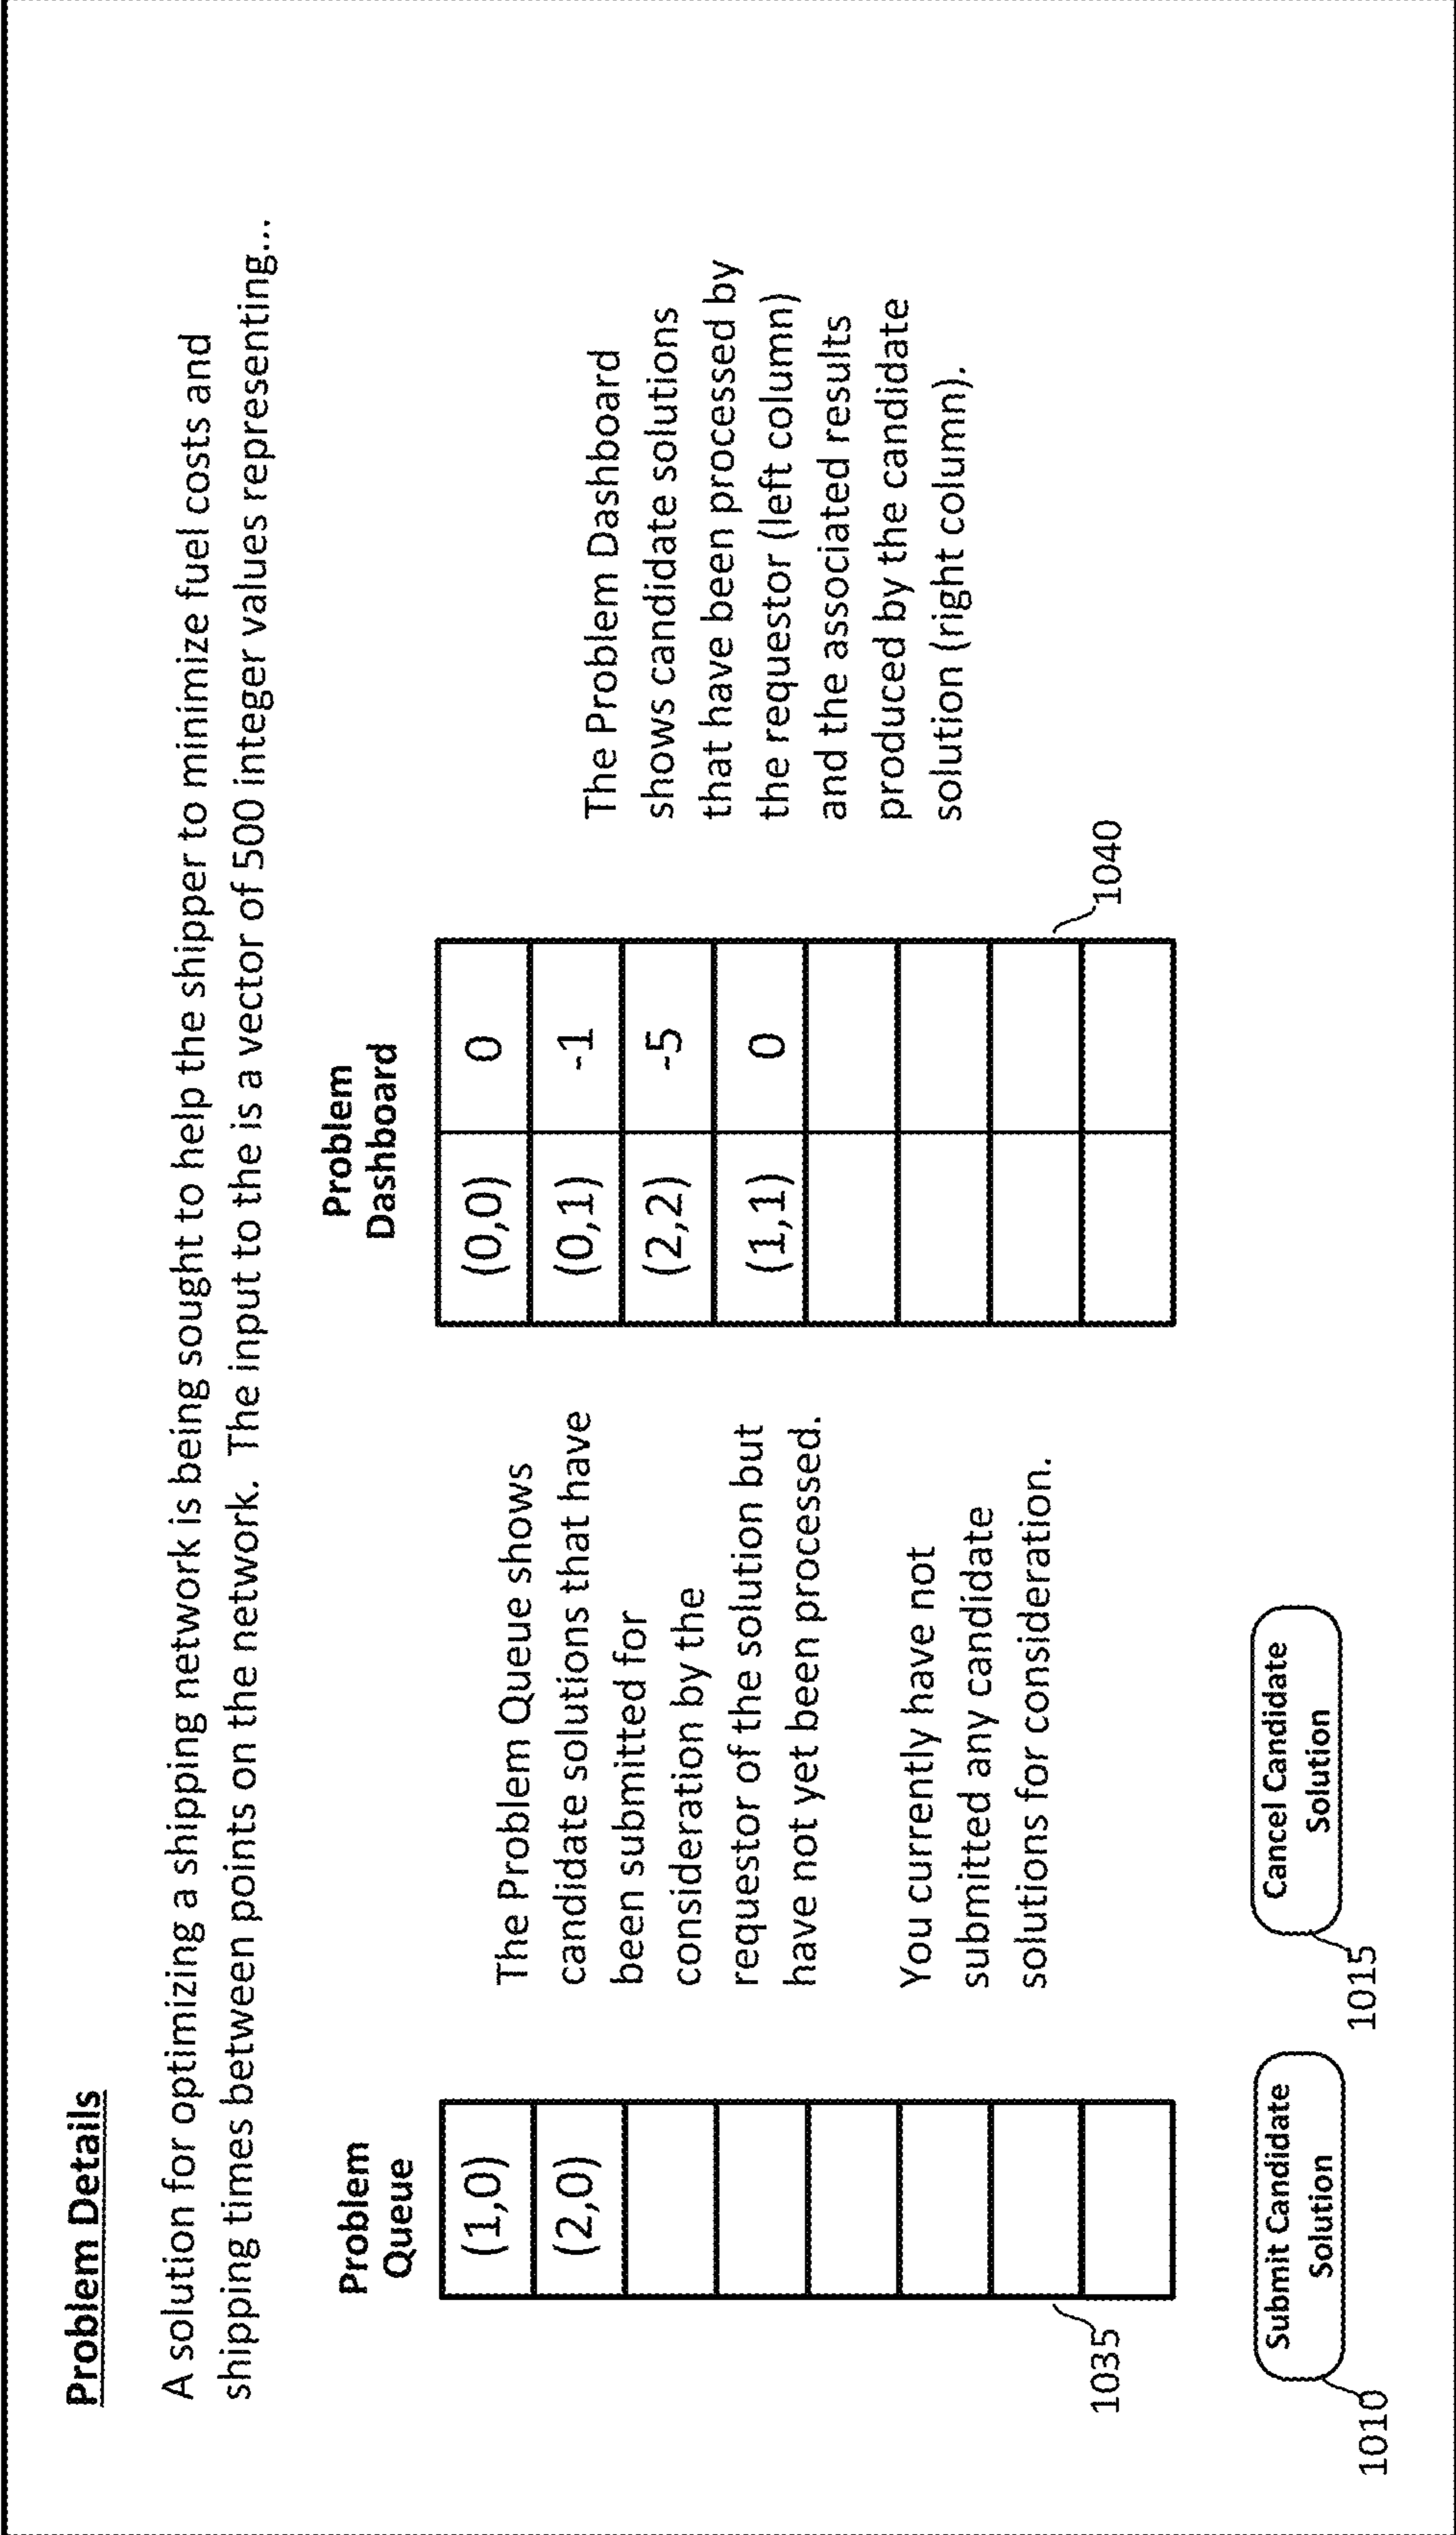 Problem Details
A solution for optimizing a shipping network is being sought to help the shipper to minimize fuel costs and
shipping times between points on the network. The input to the is a vector of 500 integer values representing...
Problem
Queue
(1,0)
(2,0)
1035
The Problem Queue shows
candidate solutions that have
been submitted for
consideration by the
requestor of the solution but
have not yet been processed.
You currently have not
submitted any candidate
solutions for consideration.
Problem
Dashboard
(0,0) 0
(0,1) -1
(2,2) -5
(1,1) 0
1040
The Problem Dashboard
shows candidate solutions
that have been processed by
the requestor (left column)
and the associated results
produced by the candidate
solution (right column).
Submit Candidate
Solution
1010
Cancel Candidate
Solution
1015